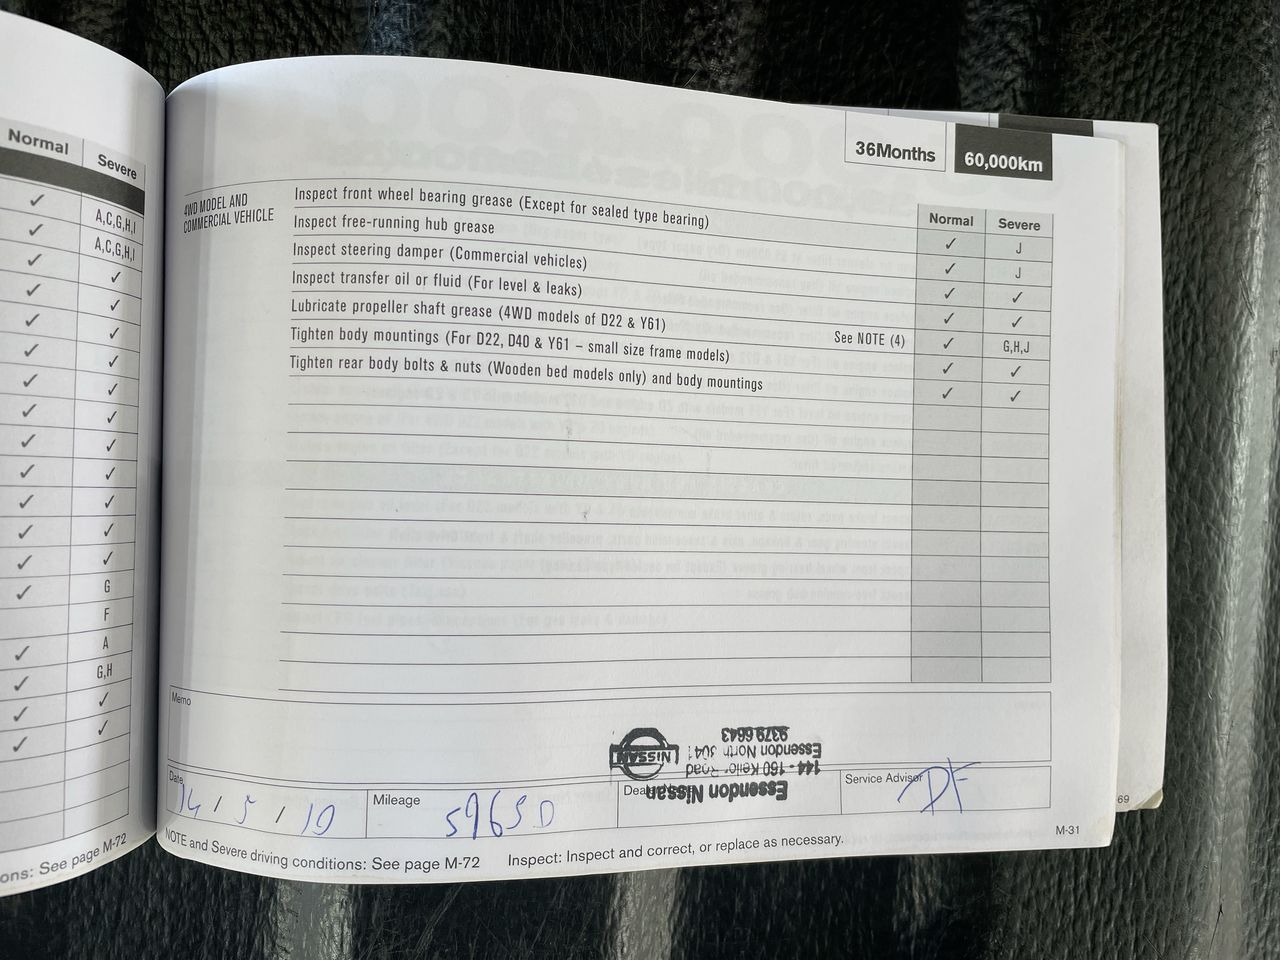 Normal Severe
✓ A,C,G,H,I
✓ A,C,G,H,I
✓ ✓
✓ ✓
✓ ✓
✓ ✓
✓ ✓
✓ ✓
✓ ✓
✓ ✓
✓ ✓
✓ ✓
✓ ✓
✓ G
F
✓ A
✓ G,H
✓ ✓
✓ ✓
ons: See page M-72
36Months 60,000km
Normal Severe
4WD MODEL AND
COMMERCIAL VEHICLE
Inspect front wheel bearing grease (Except for sealed type bearing) ✓ J
Inspect free-running hub grease ✓ J
Inspect steering damper (Commercial vehicles) ✓ ✓
Inspect transfer oil or fluid (For level & leaks) ✓ ✓
Lubricate propeller shaft grease (4WD models of D22 & Y61) See NOTE (4) ✓ G,H,J
Tighten body mountings (For D22, D40 & Y61 – small size frame models) ✓ ✓
Tighten rear body bolts & nuts (Wooden bed models only) and body mountings ✓ ✓
Memo
Essendon Nissan
144 - 160 Keilor Road
Essendon North 3041
9379 6643
NISSAN
Date 14 / 5 / 10
Mileage 59650
Service Advisor DF
NOTE and Severe driving conditions: See page M-72 Inspect: Inspect and correct, or replace as necessary.
M-31
69